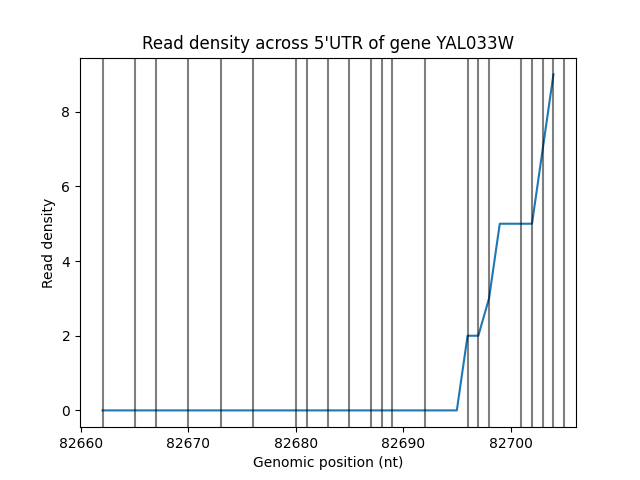 Read density across 5'UTR of gene YAL033W
8
6
4
2
0
Read density
82660 82670 82680 82690 82700
Genomic position (nt)